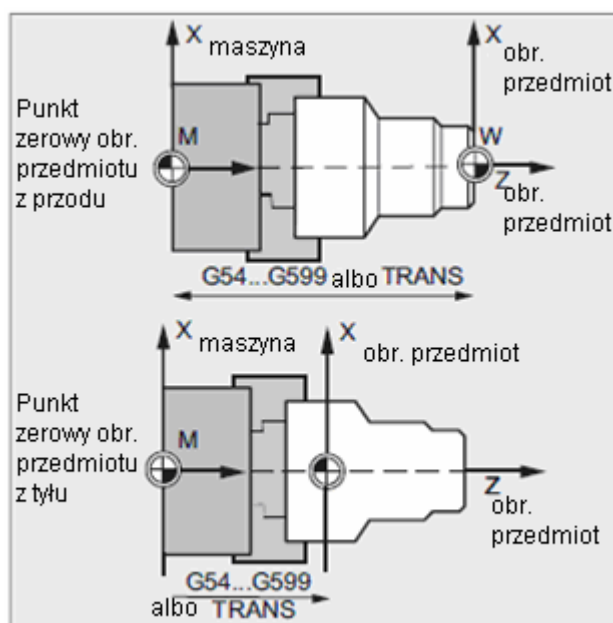 X maszyna
X
obr.
przedmiot
Punkt
zerowy obr.
przedmiotu
z przodu
M
W
Z
obr.
przedmiot
G54...G599 albo TRANS
X maszyna
X obr. przedmiot
Punkt
zerowy obr.
przedmiotu
z tyłu
M
Z
obr.
przedmiot
G54...G599
albo TRANS